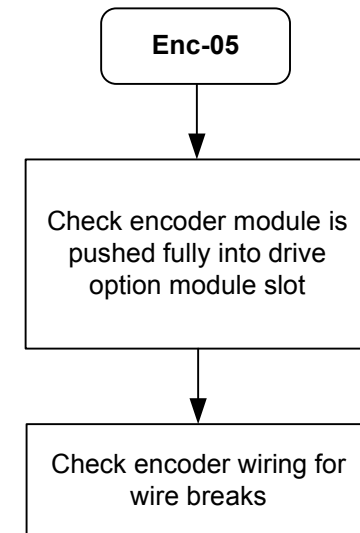 Enc-05
Check encoder module is
pushed fully into drive
option module slot
Check encoder wiring for
wire breaks